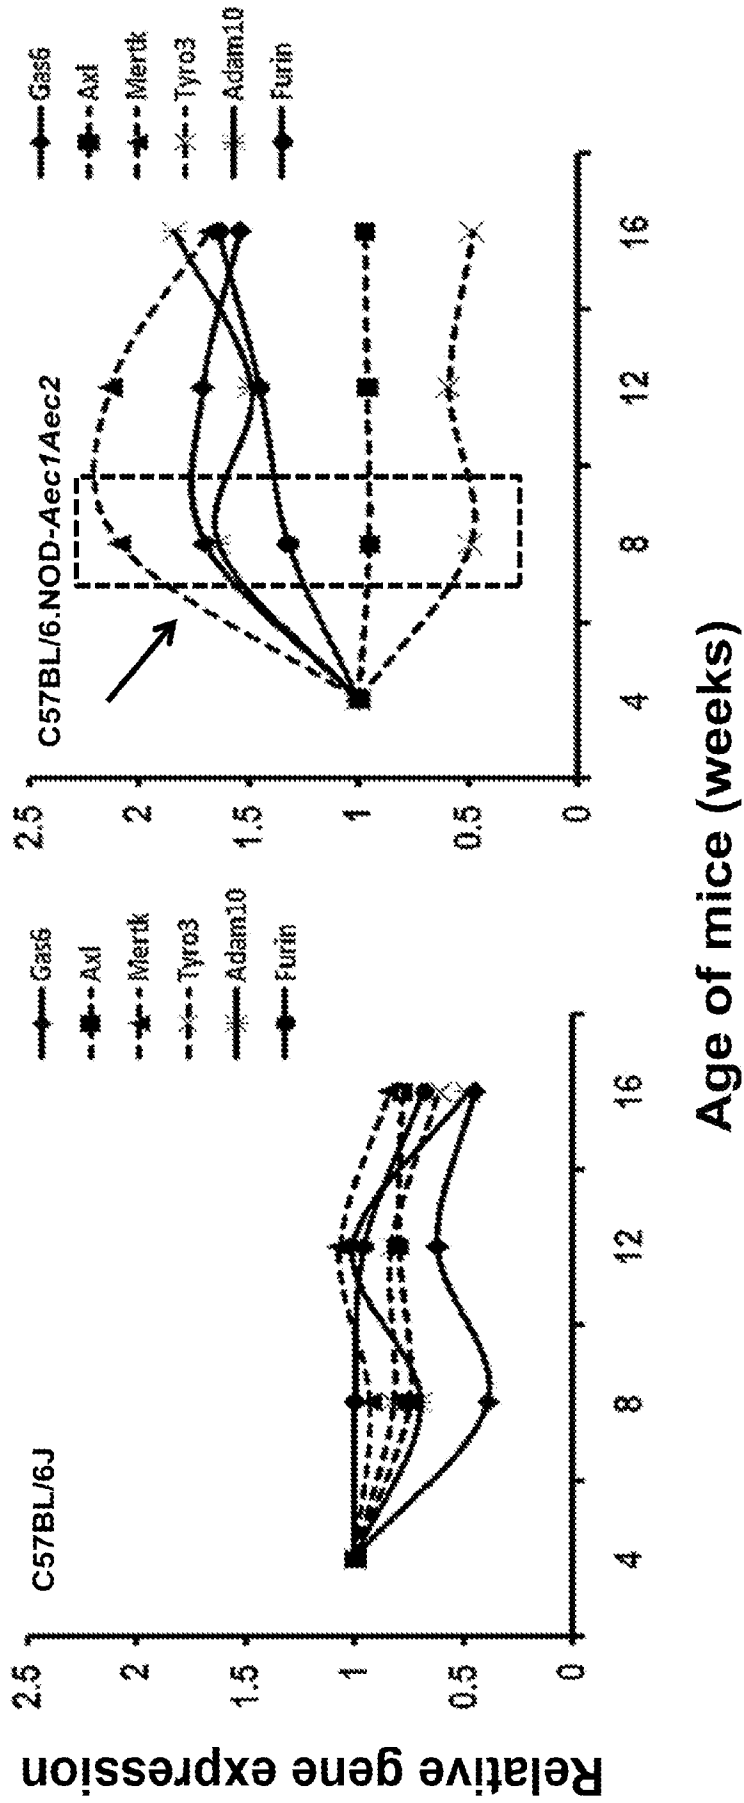 Relative gene expression
C57BL/6J
2.5
2
1.5
1
0.5
0
4
8
12
16
Gas6
Axl
Mertk
Tyro3
Adam10
Furin
C57BL/6.NOD-Aec1Aec2
2.5
2
1.5
1
0.5
0
4
8
12
16
Gas6
Axl
Mertk
Tyro3
Adam10
Furin
Age of mice (weeks)